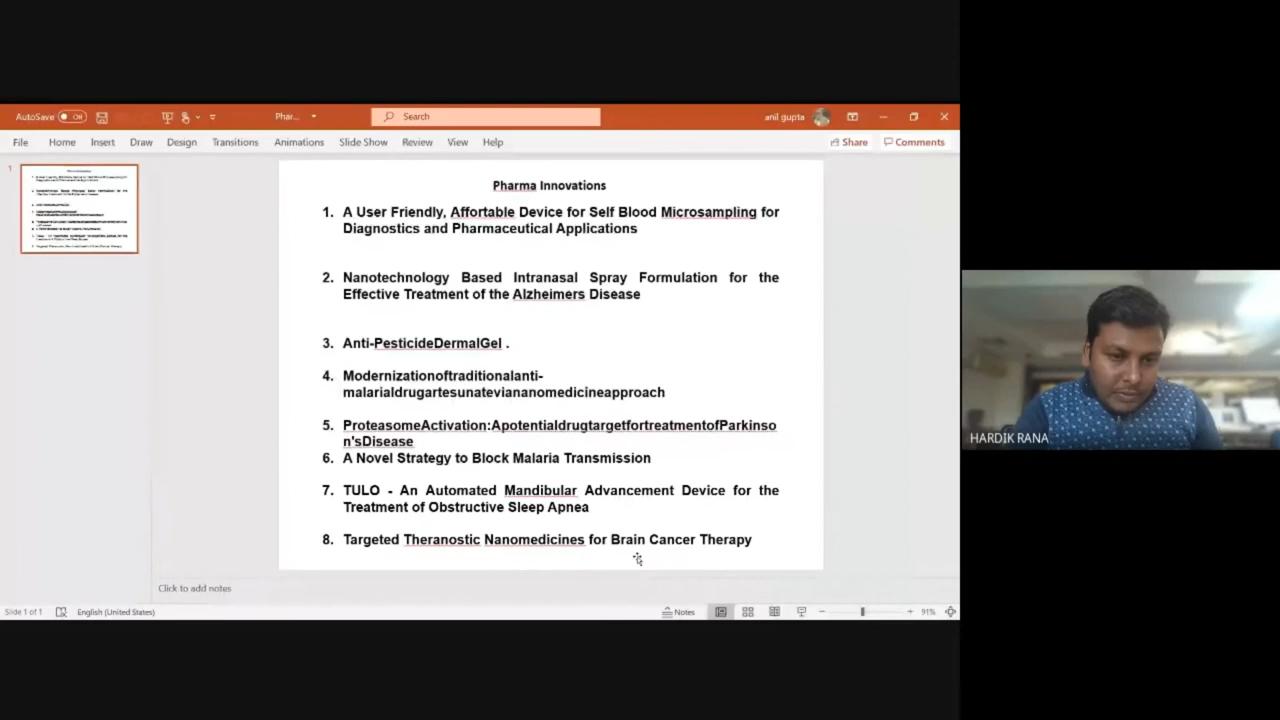 AutoSave Off Phar... Search anil gupta
File Home Insert Draw Design Transitions Animations Slide Show Review View Help Share Comments
1
Pharma Innovations
1. A User Friendly, Affortable Device for Self Blood Microsampling for
Diagnostics and Pharmaceutical Applications
2. Nanotechnology Based Intranasal Spray Formulation for the
Effective Treatment of the Alzheimers Disease
3. Anti-PesticideDermalGel .
4. Modernizationoftraditionalanti-
malarialdrugartesunateviananomedicineapproach
5. ProteasomeActivation:ApotentialdrugtargetfortreatmentofParkinso
n'sDisease
6. A Novel Strategy to Block Malaria Transmission
7. TULO - An Automated Mandibular Advancement Device for the
Treatment of Obstructive Sleep Apnea
8. Targeted Theranostic Nanomedicines for Brain Cancer Therapy
HARDIK RANA
Click to add notes
Slide 1 of 1 English (United States) Notes 91%